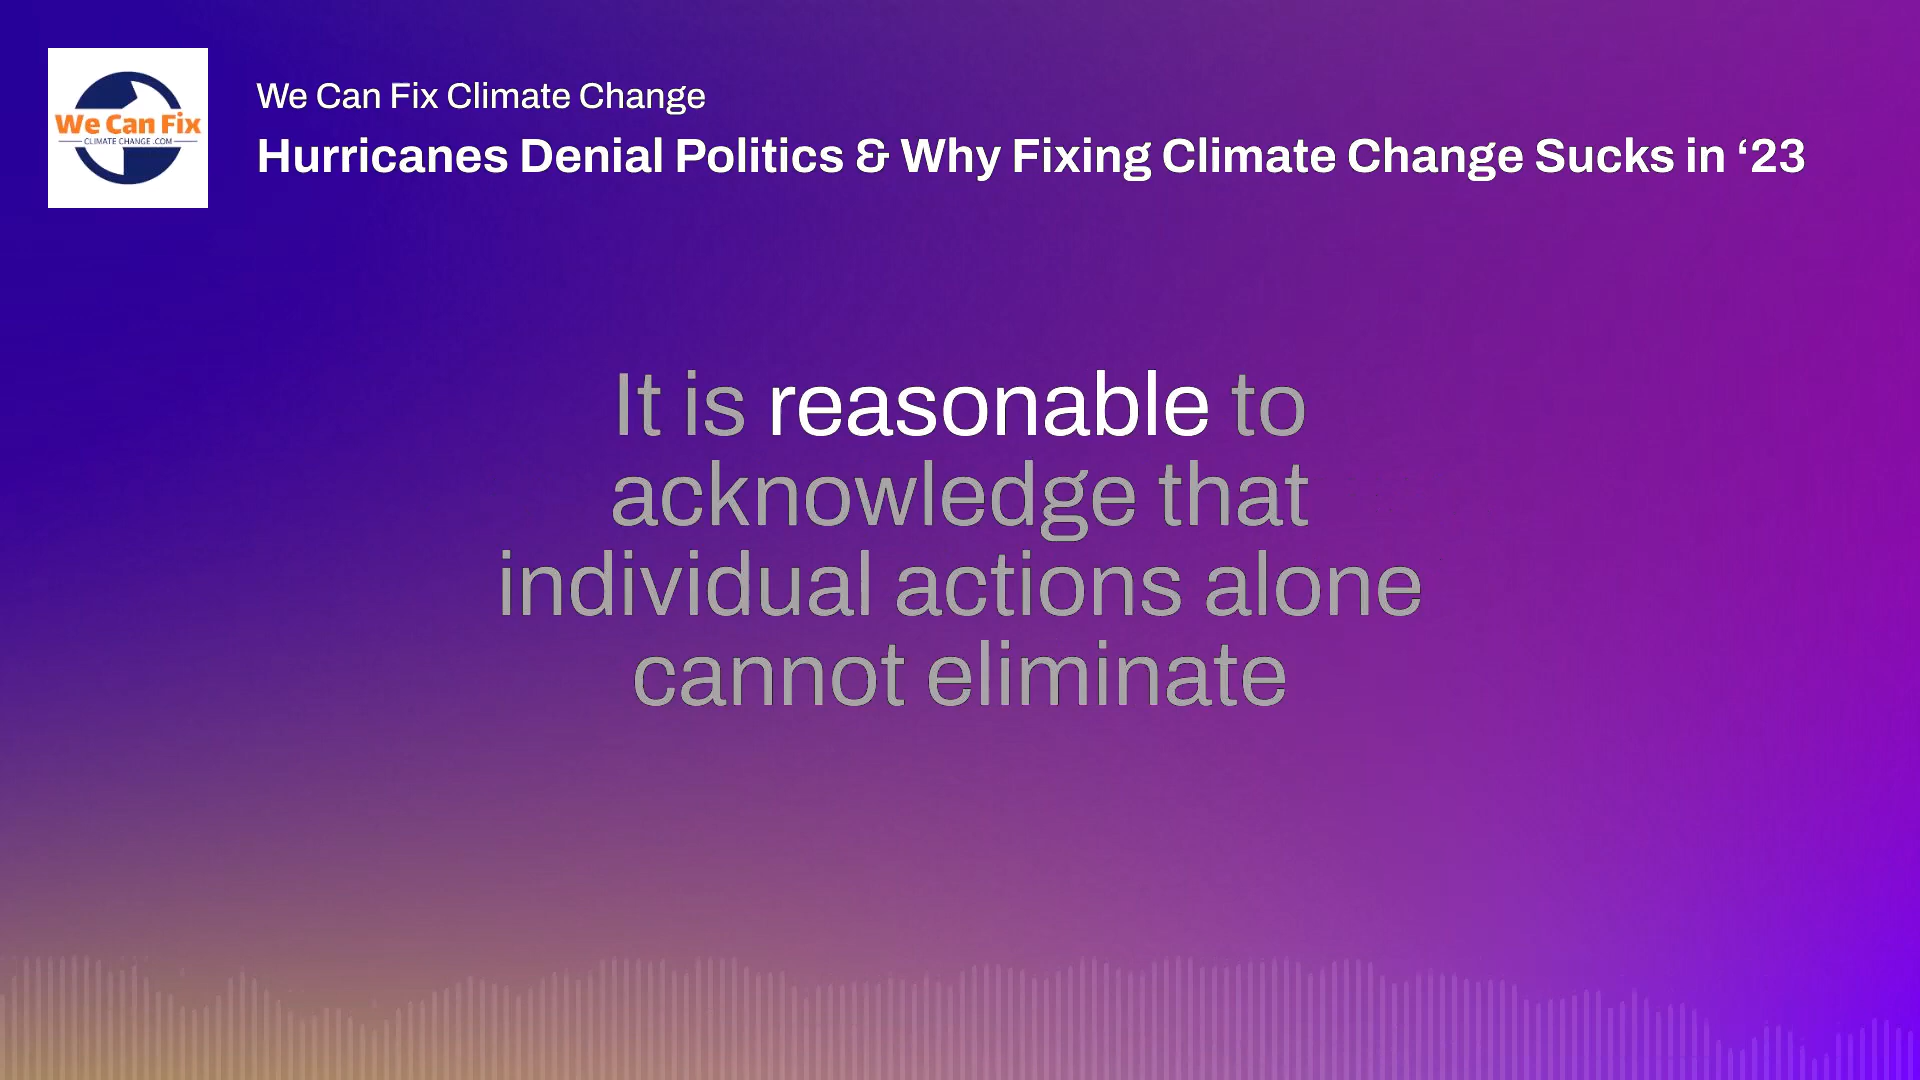 We Can Fix
CLIMATE CHANGE .COM
We Can Fix Climate Change
Hurricanes Denial Politics & Why Fixing Climate Change Sucks in ‘23
It is reasonable to
acknowledge that
individual actions alone
cannot eliminate